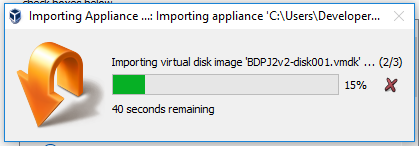 check boxes below
Importing Appliance ...: Importing appliance 'C:\Users\Developer...
Importing virtual disk image 'BDPJ2v2-disk001.vmdk' ... (2/3)
15%
40 seconds remaining